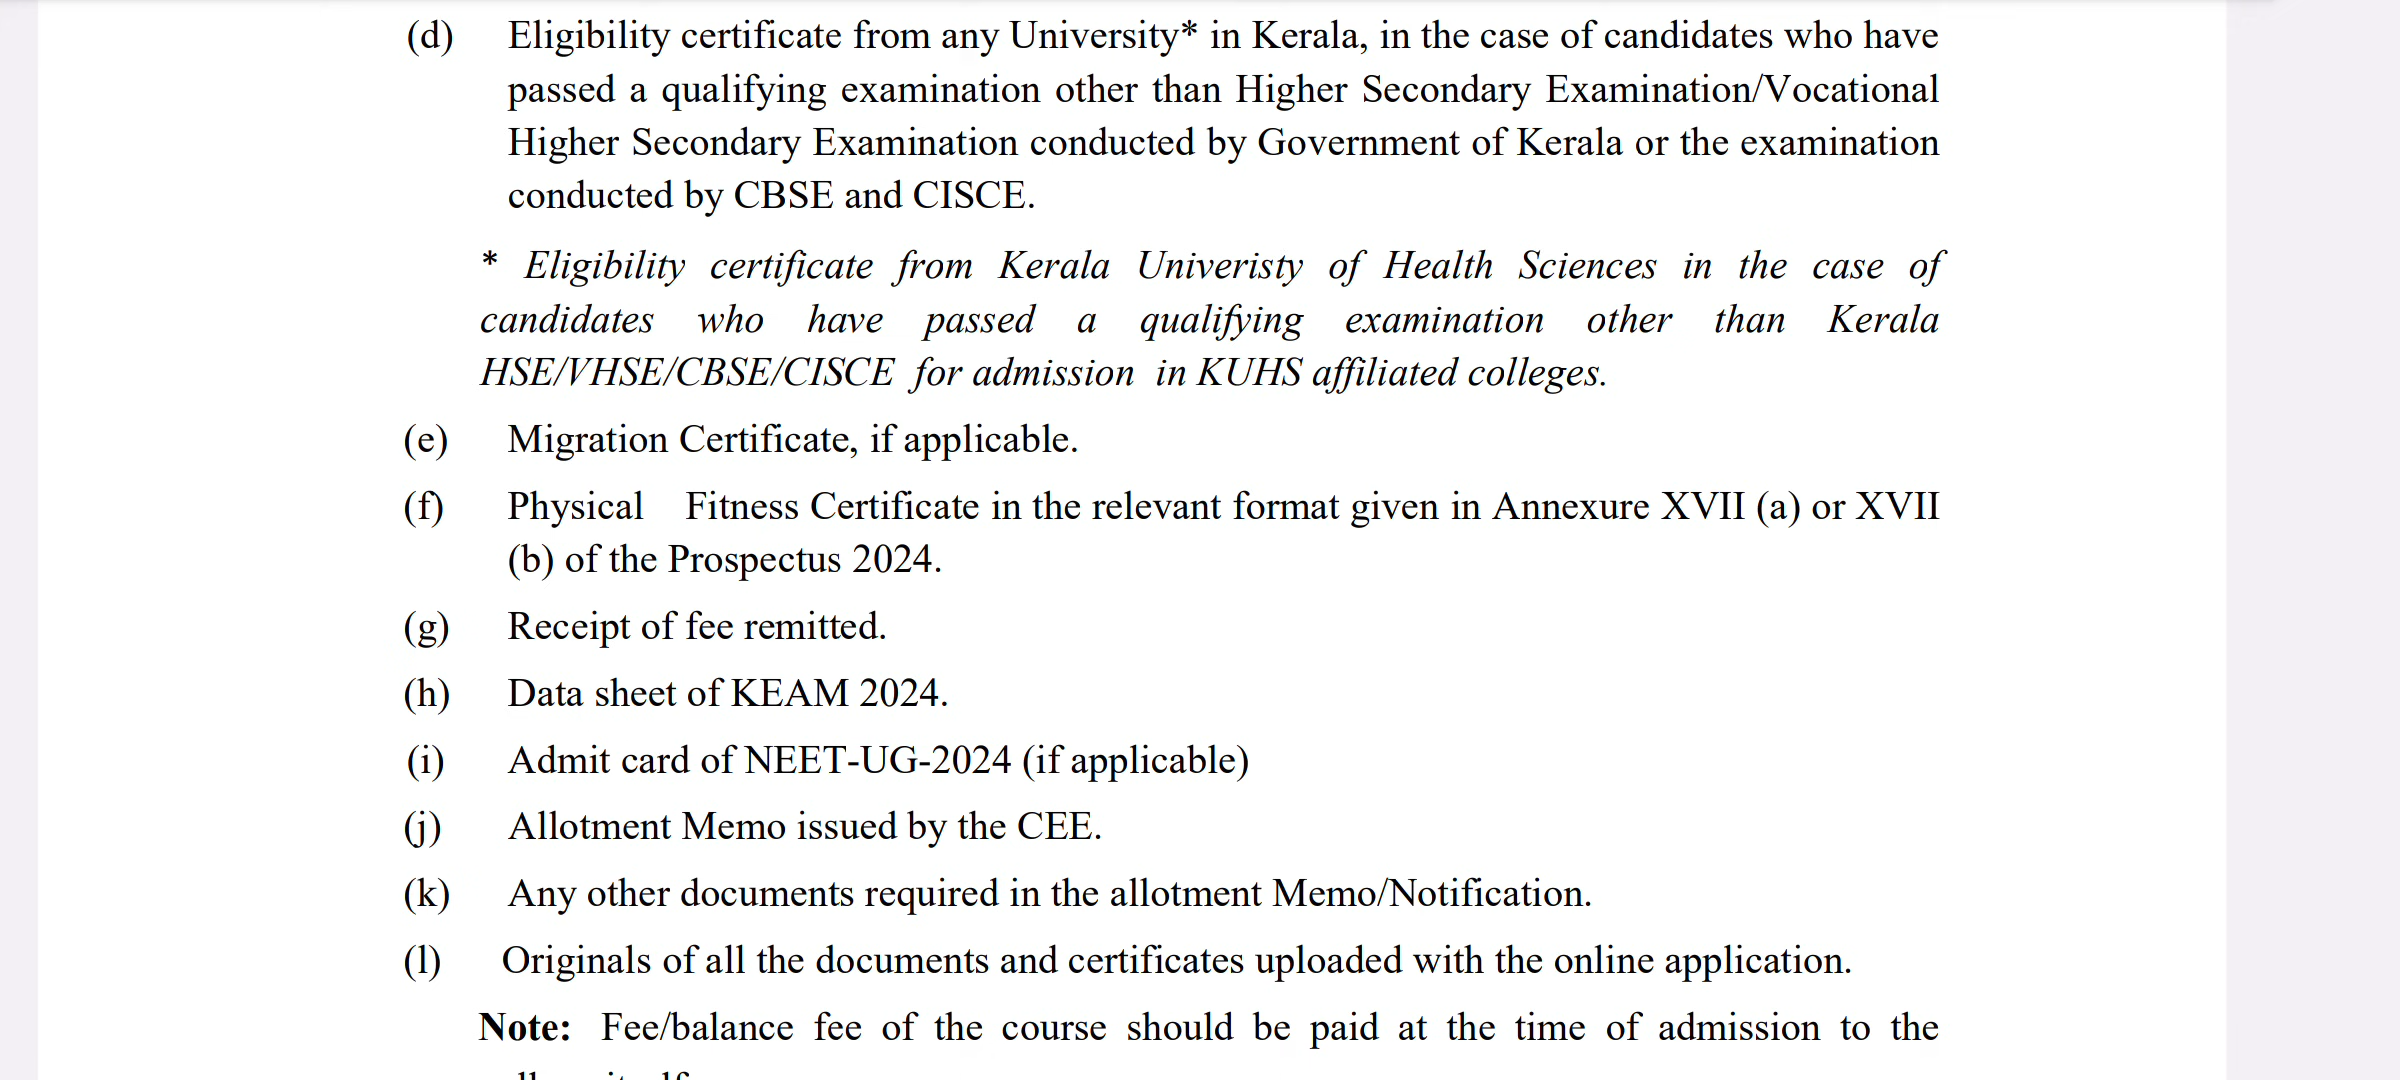 (d) Eligibility certificate from any University* in Kerala, in the case of candidates who have
passed a qualifying examination other than Higher Secondary Examination/Vocational
Higher Secondary Examination conducted by Government of Kerala or the examination
conducted by CBSE and CISCE.
* Eligibility certificate from Kerala Univeristy of Health Sciences in the case of
candidates who have passed a qualifying examination other than Kerala
HSE/VHSE/CBSE/CISCE for admission in KUHS affiliated colleges.
(e) Migration Certificate, if applicable.
(f) Physical Fitness Certificate in the relevant format given in Annexure XVII (a) or XVII
(b) of the Prospectus 2024.
(g) Receipt of fee remitted.
(h) Data sheet of KEAM 2024.
(i) Admit card of NEET-UG-2024 (if applicable)
(j) Allotment Memo issued by the CEE.
(k) Any other documents required in the allotment Memo/Notification.
(l) Originals of all the documents and certificates uploaded with the online application.
Note: Fee/balance fee of the course should be paid at the time of admission to the